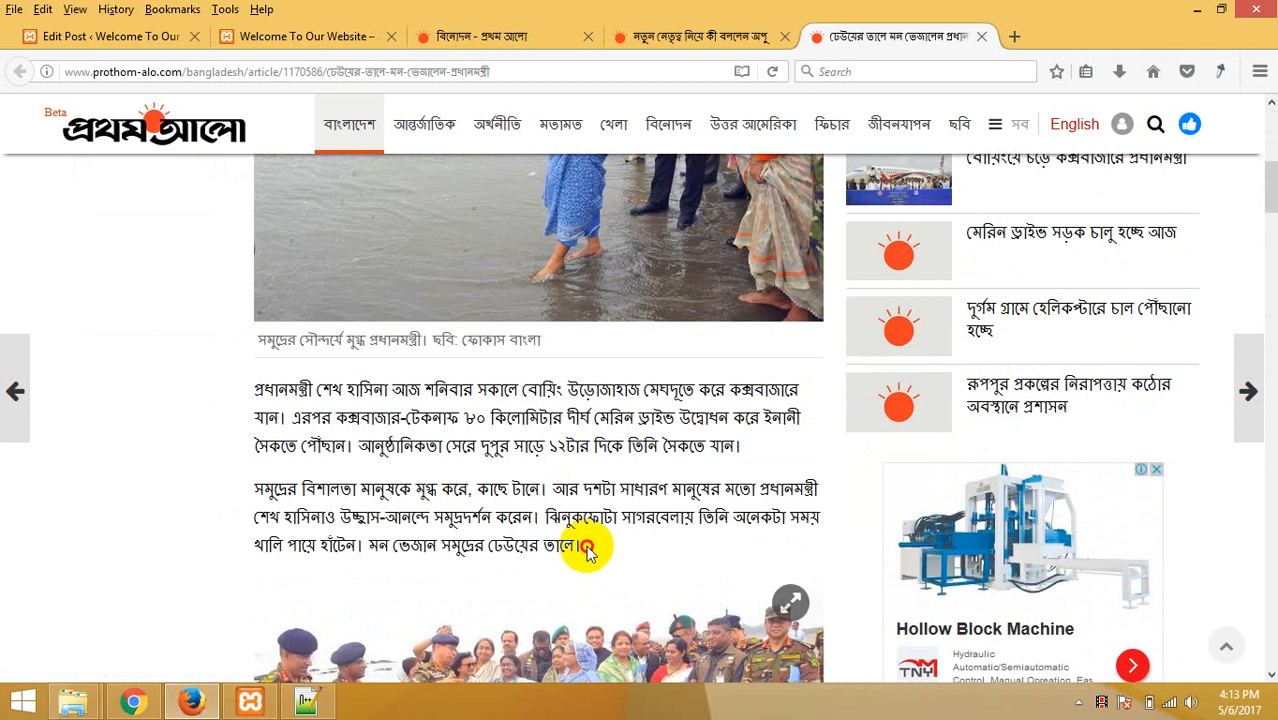 File Edit View History Bookmarks Tools Help
Edit Post ‹ Welcome To Our
Welcome To Our Website –
বিনোদন - প্রথম আলো
নতুন নেতৃত্ব নিয়ে কী বললেন অপু
ঢেউয়ের তালে মন ভেজালেন প্রধান
www.prothom-alo.com/bangladesh/article/1170586/ঢেউয়ের-তালে-মন-ভেজালেন-প্রধানমন্ত্রী
Search
Beta
প্রথম আলো
বাংলাদেশ আন্তর্জাতিক অর্থনীতি মতামত খেলা বিনোদন উত্তর আমেরিকা ফিচার জীবনযাপন ছবি সব English
বোয়িংয়ে চড়ে কক্সবাজারে প্রধানমন্ত্রী
মেরিন ড্রাইভ সড়ক চালু হচ্ছে আজ
দুর্গম গ্রামে হেলিকপ্টারে চাল পৌঁছানো
হচ্ছে
রূপপুর প্রকল্পের নিরাপত্তায় কঠোর
অবস্থানে প্রশাসন
সমুদ্রের সৌন্দর্যে মুগ্ধ প্রধানমন্ত্রী। ছবি: ফোকাস বাংলা
প্রধানমন্ত্রী শেখ হাসিনা আজ শনিবার সকালে বোয়িং উড়োজাহাজ মেঘদূতে করে কক্সবাজারে
যান। এরপর কক্সবাজার-টেকনাফ ৮০ কিলোমিটার দীর্ঘ মেরিন ড্রাইভ উদ্বোধন করে ইনানী
সৈকতে পৌঁছান। আনুষ্ঠানিকতা সেরে দুপুর সাড়ে ১২টার দিকে তিনি সৈকতে যান।
সমুদ্রের বিশালতা মানুষকে মুগ্ধ করে, কাছে টানে। আর দশটা সাধারণ মানুষের মতো প্রধানমন্ত্রী
শেখ হাসিনাও উচ্ছ্বাস-আনন্দে সমুদ্রদর্শন করেন। ঝিনুকফোটা সাগরবেলায় তিনি অনেকটা সময়
খালি পায়ে হাঁটেন। মন ভেজান সমুদ্রের ঢেউয়ের তালে।
Hollow Block Machine
TNY
Hydraulic
Automatic/Semiautomatic
Control, Manual Opreation, Eas
4:13 PM
5/6/2017